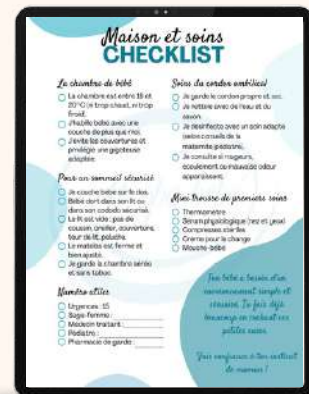 Maison et soins
CHECKLIST
La chambre de bébé
La chambre est entre 18 et
20°C (ni trop chaud, ni trop
froid).
J'habille bébé avec une
couche de plus que moi.
J'évite les couvertures et
privilégie une gigoteuse
adaptée.
Pour un sommeil sécurisé
Je couche bébé sur le dos.
Bébé dort dans son lit ou
dans son cododo sécurisé.
Le lit est vide : pas de
coussin, oreiller, couverture,
tour de lit, peluche.
Le matelas est ferme et
bien ajusté.
Je garde la chambre aérée
et sans tabac.
Numéro utiles
Urgences : 15
Sage-femme :
Médecin traitant :
Pédiatre :
Pharmacie de garde :
Soins du cordon ombilical
Je garde le cordon propre et sec.
Je nettoie avec de l'eau et du
savon.
Je désinfecte avec un soin adapté
(selon conseils de la
maternité/pédiatre).
Je consulte si rougeurs,
écoulement ou mauvaise odeur
apparaissent.
Mini trousse de premiers soins
Thermomètre
Sérum physiologique (nez et yeux)
Compresses stériles
Crème pour le change
Mouche-bébé
Ton bébé a besoin d'un
environnement simple et
rassurant. Tu fais déjà
beaucoup en cochant ces
petites cases.
Fais confiance à ton instinct
de maman !